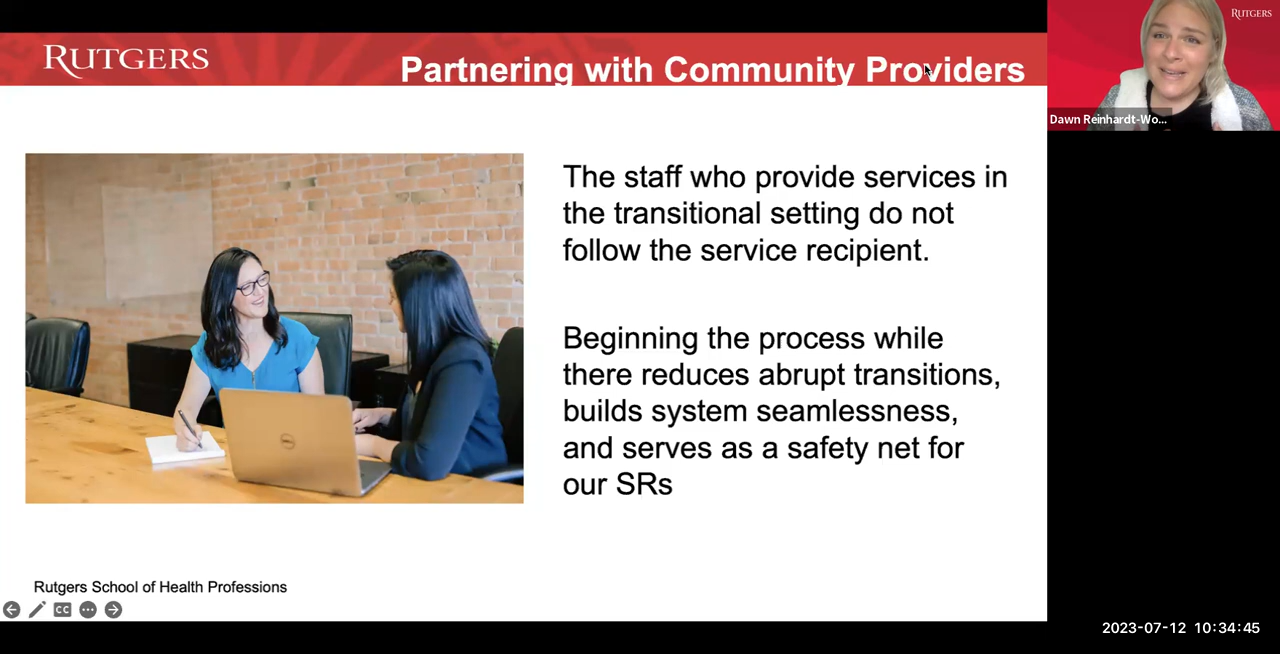 RUTGERS
Partnering with Community Providers
RUTGERS
Dawn Reinhardt-Wo...
The staff who provide services in
the transitional setting do not
follow the service recipient.
Beginning the process while
there reduces abrupt transitions,
builds system seamlessness,
and serves as a safety net for
our SRs
DELL
Rutgers School of Health Professions
CC
2023-07-12 10:34:45